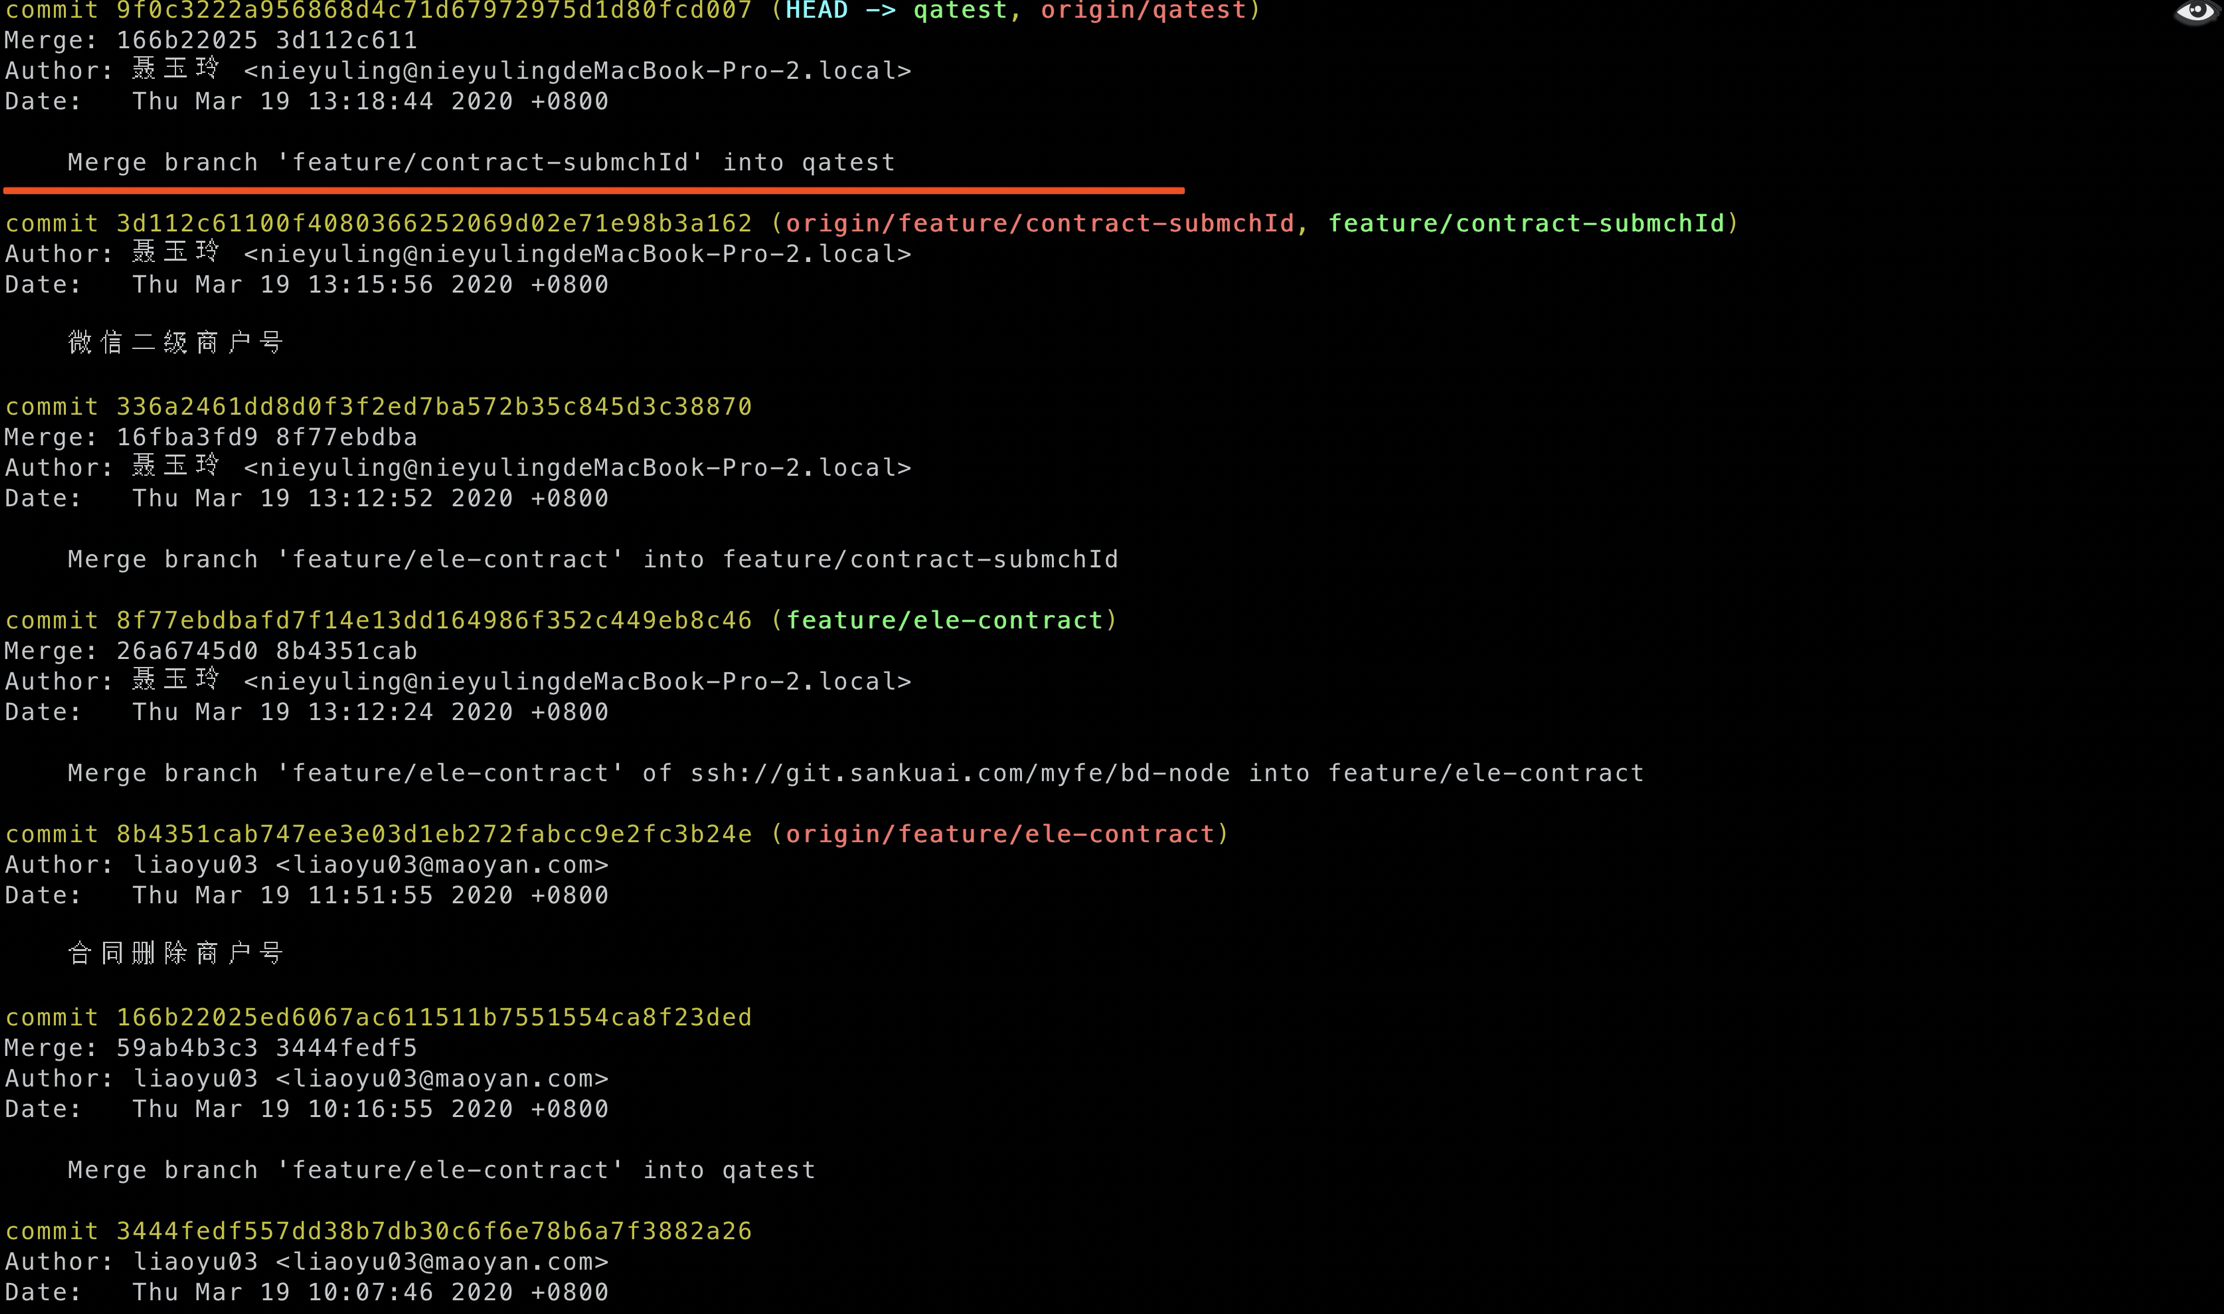 commit 9f0c3222a956868d4c71d67972975d1d80fcd007 (HEAD -> qatest, origin/qatest)
Merge: 166b22025 3d112c611
Author: 聂玉玲 <nieyuling@nieyulingdeMacBook-Pro-2.local>
Date:   Thu Mar 19 13:18:44 2020 +0800
    Merge branch 'feature/contract-submchId' into qatest
commit 3d112c61100f4080366252069d02e71e98b3a162 (origin/feature/contract-submchId, feature/contract-submchId)
Author: 聂玉玲 <nieyuling@nieyulingdeMacBook-Pro-2.local>
Date:   Thu Mar 19 13:15:56 2020 +0800
    微信二级商户号
commit 336a2461dd8d0f3f2ed7ba572b35c845d3c38870
Merge: 16fba3fd9 8f77ebdba
Author: 聂玉玲 <nieyuling@nieyulingdeMacBook-Pro-2.local>
Date:   Thu Mar 19 13:12:52 2020 +0800
    Merge branch 'feature/ele-contract' into feature/contract-submchId
commit 8f77ebdbafd7f14e13dd164986f352c449eb8c46 (feature/ele-contract)
Merge: 26a6745d0 8b4351cab
Author: 聂玉玲 <nieyuling@nieyulingdeMacBook-Pro-2.local>
Date:   Thu Mar 19 13:12:24 2020 +0800
    Merge branch 'feature/ele-contract' of ssh://git.sankuai.com/myfe/bd-node into feature/ele-contract
commit 8b4351cab747ee3e03d1eb272fabcc9e2fc3b24e (origin/feature/ele-contract)
Author: liaoyu03 <liaoyu03@maoyan.com>
Date:   Thu Mar 19 11:51:55 2020 +0800
    合同删除商户号
commit 166b22025ed6067ac611511b7551554ca8f23ded
Merge: 59ab4b3c3 3444fedf5
Author: liaoyu03 <liaoyu03@maoyan.com>
Date:   Thu Mar 19 10:16:55 2020 +0800
    Merge branch 'feature/ele-contract' into qatest
commit 3444fedf557dd38b7db30c6f6e78b6a7f3882a26
Author: liaoyu03 <liaoyu03@maoyan.com>
Date:   Thu Mar 19 10:07:46 2020 +0800